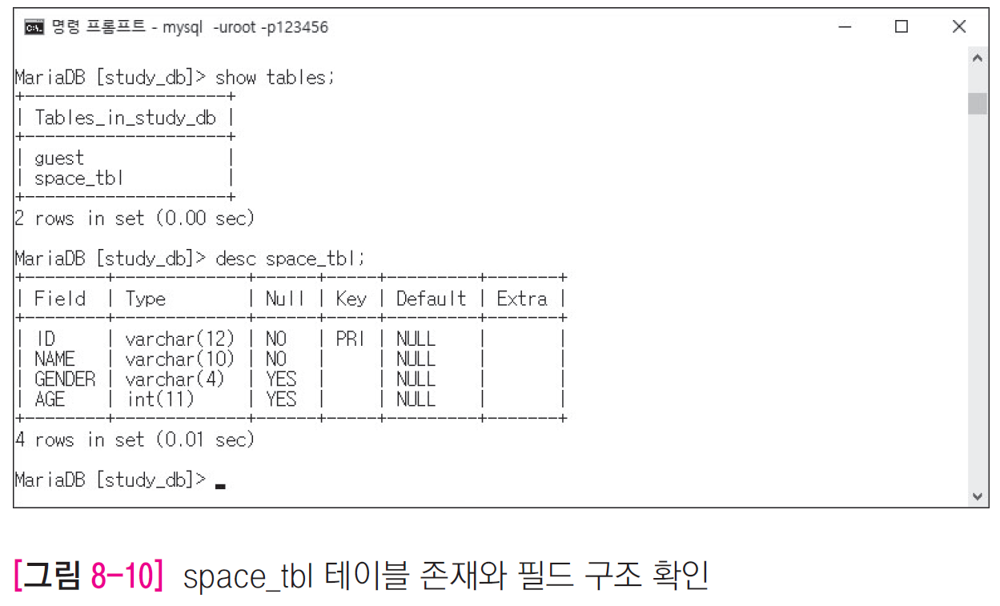 명령 프롬프트 - mysql -uroot -p123456
MariaDB [study_db]> show tables;
+--------------------+
| Tables_in_study_db |
+--------------------+
| guest              |
| space_tbl          |
+--------------------+
2 rows in set (0.00 sec)
MariaDB [study_db]> desc space_tbl;
+--------+-------------+------+-----+---------+-------+
| Field  | Type        | Null | Key | Default | Extra |
+--------+-------------+------+-----+---------+-------+
| ID     | varchar(12) | NO   | PRI | NULL    |       |
| NAME   | varchar(10) | NO   |     | NULL    |       |
| GENDER | varchar(4)  | YES  |     | NULL    |       |
| AGE    | int(11)     | YES  |     | NULL    |       |
+--------+-------------+------+-----+---------+-------+
4 rows in set (0.01 sec)
MariaDB [study_db]>
[그림 8-10] space_tbl 테이블 존재와 필드 구조 확인